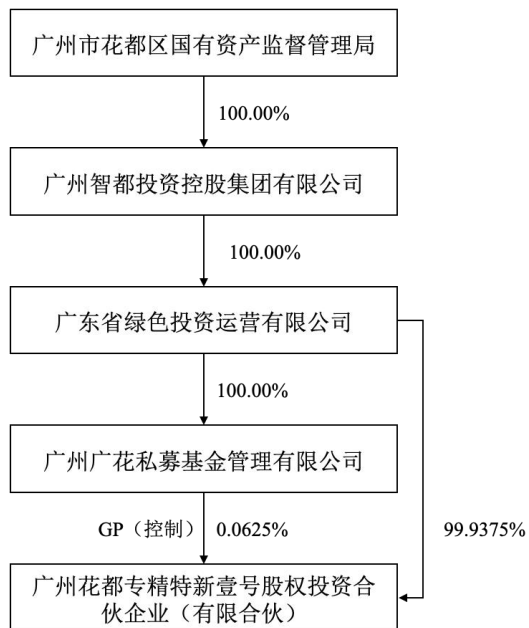 广州市花都区国有资产监督管理局
100.00%
广州智都投资控股集团有限公司
100.00%
广东省绿色投资运营有限公司
100.00%
广州广花私募基金管理有限公司
GP（控制） 0.0625%
99.9375%
广州花都专精特新壹号股权投资合
伙企业（有限合伙）